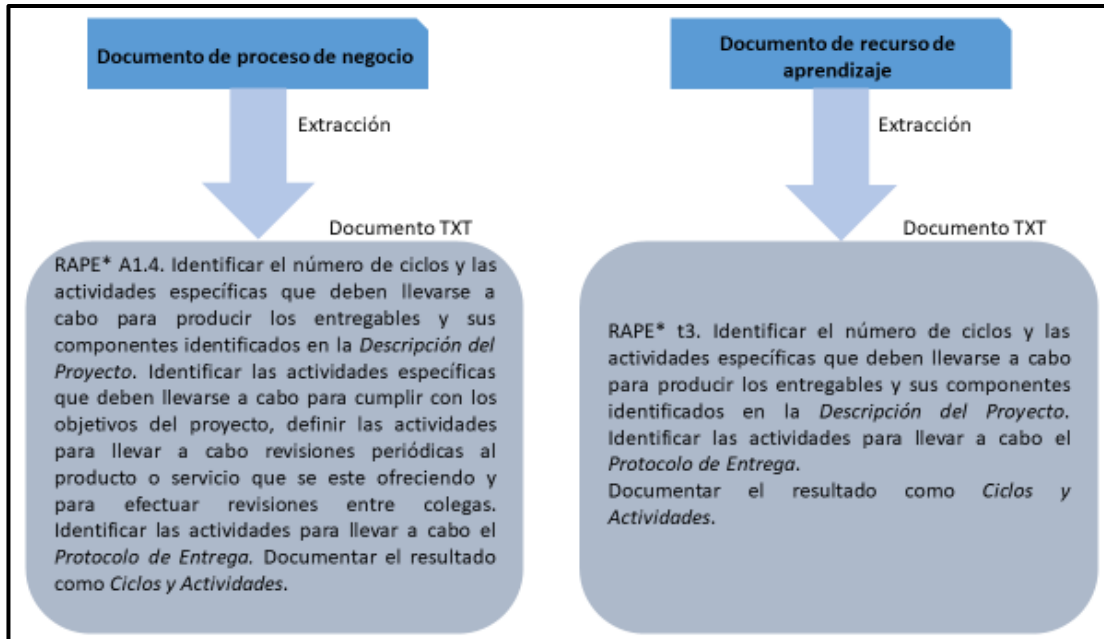 Documento de proceso de negocio
Extracción
Documento TXT
RAPE* A1.4. Identificar el número de ciclos y las
actividades específicas que deben llevarse a
cabo para producir los entregables y sus
componentes identificados en la Descripción del
Proyecto. Identificar las actividades específicas
que deben llevarse a cabo para cumplir con los
objetivos del proyecto, definir las actividades
para llevar a cabo revisiones periódicas al
producto o servicio que se este ofreciendo y
para efectuar revisiones entre colegas.
Identificar las actividades para llevar a cabo el
Protocolo de Entrega. Documentar el resultado
como Ciclos y Actividades.
Documento de recurso de
aprendizaje
Extracción
Documento TXT
RAPE* t3. Identificar el número de ciclos y las
actividades específicas que deben llevarse a cabo
para producir los entregables y sus componentes
identificados en la Descripción del Proyecto.
Identificar las actividades para llevar a cabo el
Protocolo de Entrega.
Documentar el resultado como Ciclos y
Actividades.